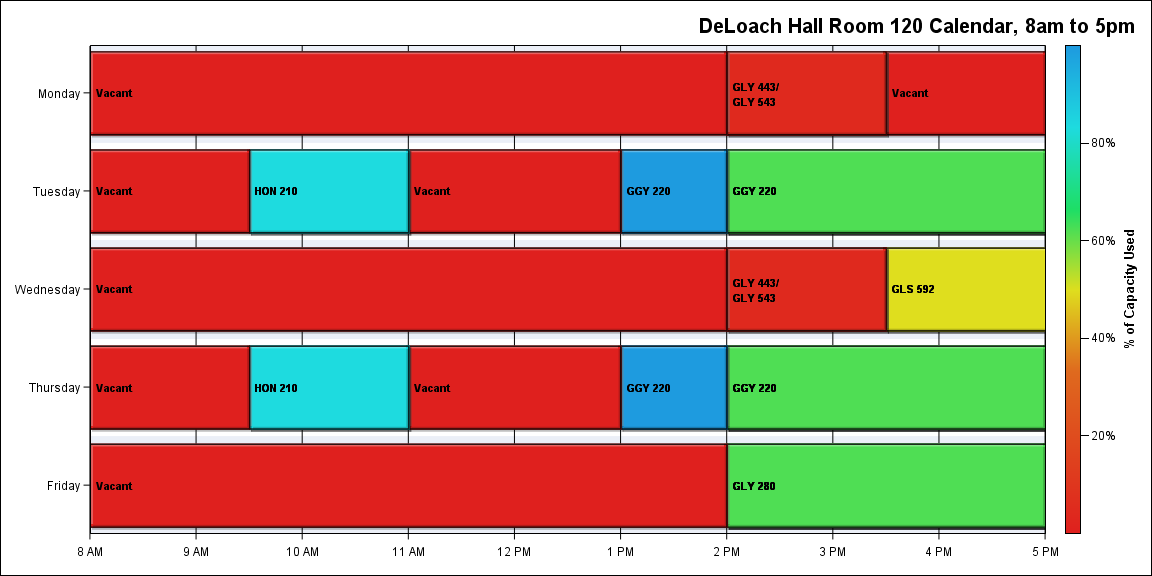 DeLoach Hall Room 120 Calendar, 8am to 5pm
Monday
Vacant
GLY 443/
GLY 543
Vacant
Tuesday
Vacant
HON 210
Vacant
GGY 220
GGY 220
Wednesday
Vacant
GLY 443/
GLY 543
GLS 592
Thursday
Vacant
HON 210
Vacant
GGY 220
GGY 220
Friday
Vacant
GLY 280
8 AM
9 AM
10 AM
11 AM
12 PM
1 PM
2 PM
3 PM
4 PM
5 PM
80%
60%
40%
20%
% of Capacity Used